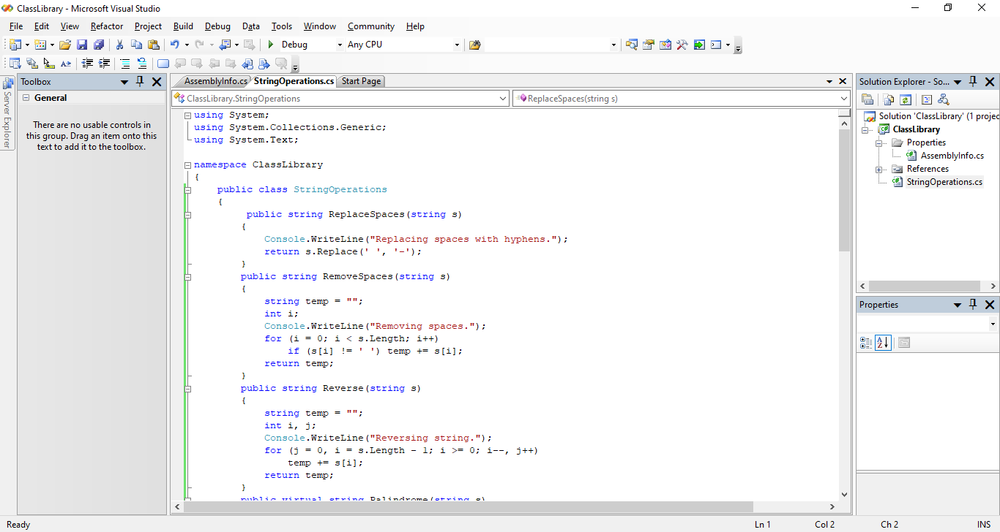 ClassLibrary - Microsoft Visual Studio
File Edit View Refactor Project Build Debug Data Tools Window Community Help
Debug Any CPU
Server Explorer
Toolbox
General
There are no usable controls in
this group. Drag an item onto this
text to add it to the toolbox.
AssemblyInfo.cs StringOperations.cs Start Page
ClassLibrary.StringOperations ReplaceSpaces(string s)
using System;
using System.Collections.Generic;
using System.Text;
namespace ClassLibrary
{
public class StringOperations
{
public string ReplaceSpaces(string s)
{
Console.WriteLine("Replacing spaces with hyphens.");
return s.Replace(' ', '-');
}
public string RemoveSpaces(string s)
{
string temp = "";
int i;
Console.WriteLine("Removing spaces.");
for (i = 0; i < s.Length; i++)
if (s[i] != ' ') temp += s[i];
return temp;
}
public string Reverse(string s)
{
string temp = "";
int i, j;
Console.WriteLine("Reversing string.");
for (j = 0, i = s.Length - 1; i >= 0; i--, j++)
temp += s[i];
return temp;
}
public virtual string Palindrome(string s)
Solution Explorer - So...
Solution 'ClassLibrary' (1 projec
ClassLibrary
Properties
AssemblyInfo.cs
References
StringOperations.cs
Properties
Ready Ln 1 Col 2 Ch 2 INS